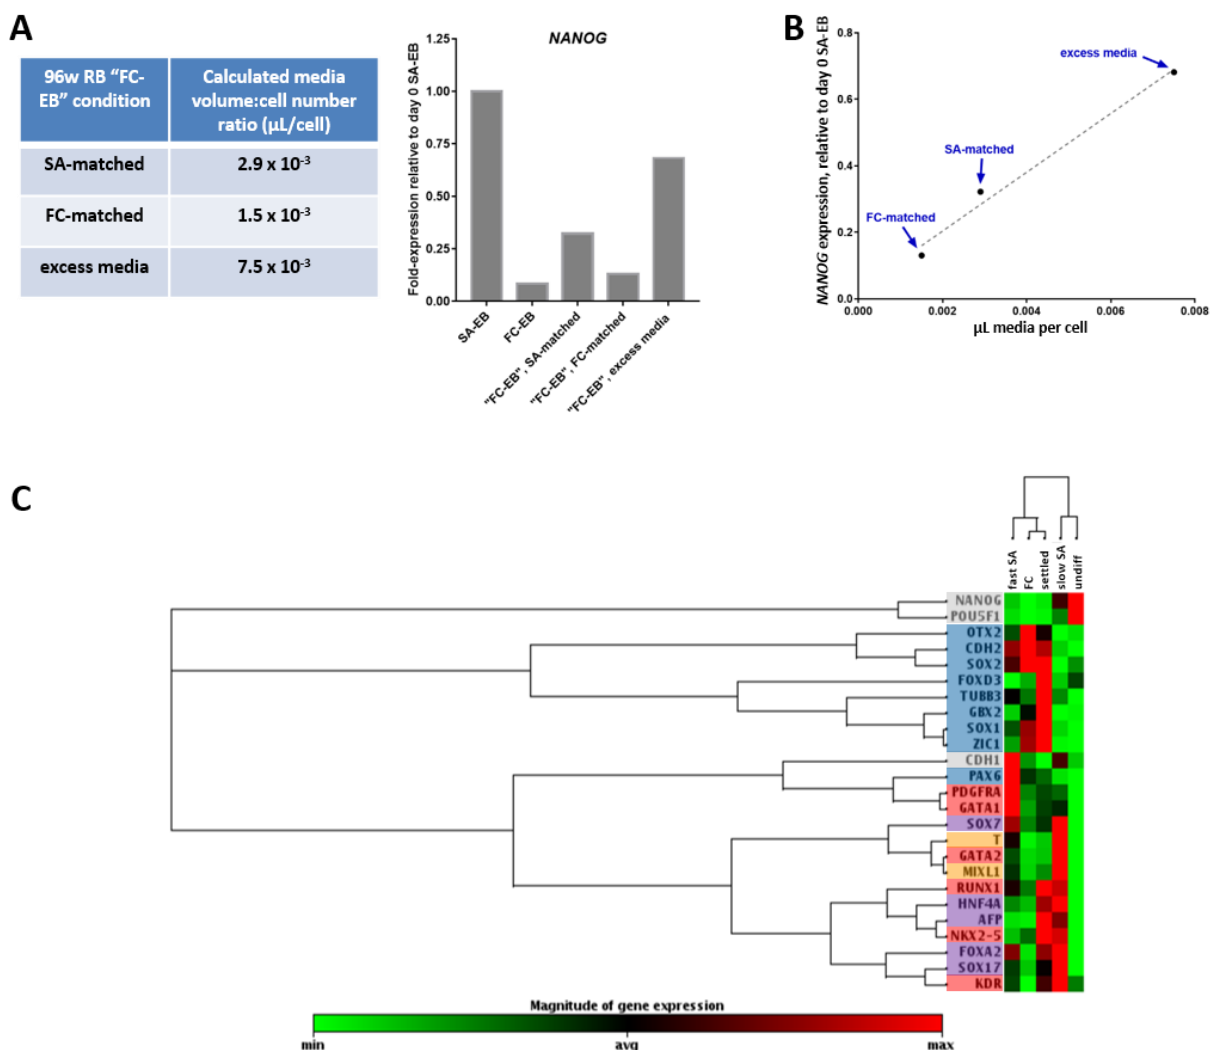 A
96w RB “FC-
EB” condition
Calculated media
volume:cell number
ratio (µL/cell)
SA-matched
2.9 x 10-3
FC-matched
1.5 x 10-3
excess media
7.5 x 10-3
NANOG
Fold-expression relative to day 0 SA-EB
1.25
1.00
0.75
0.50
0.25
0.00
SA-EB
FC-EB
"FC-EB", SA-matched
"FC-EB", FC-matched
"FC-EB", excess media
B
NANOG expression, relative to day 0 SA-EB
0.8
0.6
0.4
0.2
0.0
excess media
SA-matched
FC-matched
0.000
0.002
0.004
0.006
0.008
µL media per cell
C
fast SA
FC
settled
slow SA
undiff
NANOG
POU5F1
OTX2
CDH2
SOX2
FOXD3
TUBB3
GBX2
SOX1
ZIC1
CDH1
PAX6
PDGFRA
GATA1
SOX7
T
GATA2
MIXL1
RUNX1
HNF4A
AFP
NKX2-5
FOXA2
SOX17
KDR
Magnitude of gene expression
min
avg
max